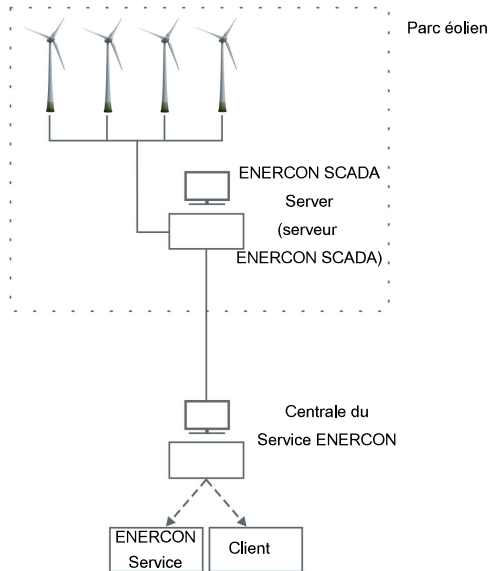 Parc éolien
ENERCON SCADA
Server
(serveur
ENERCON SCADA)
Centrale du
Service ENERCON
ENERCON
Service
Client